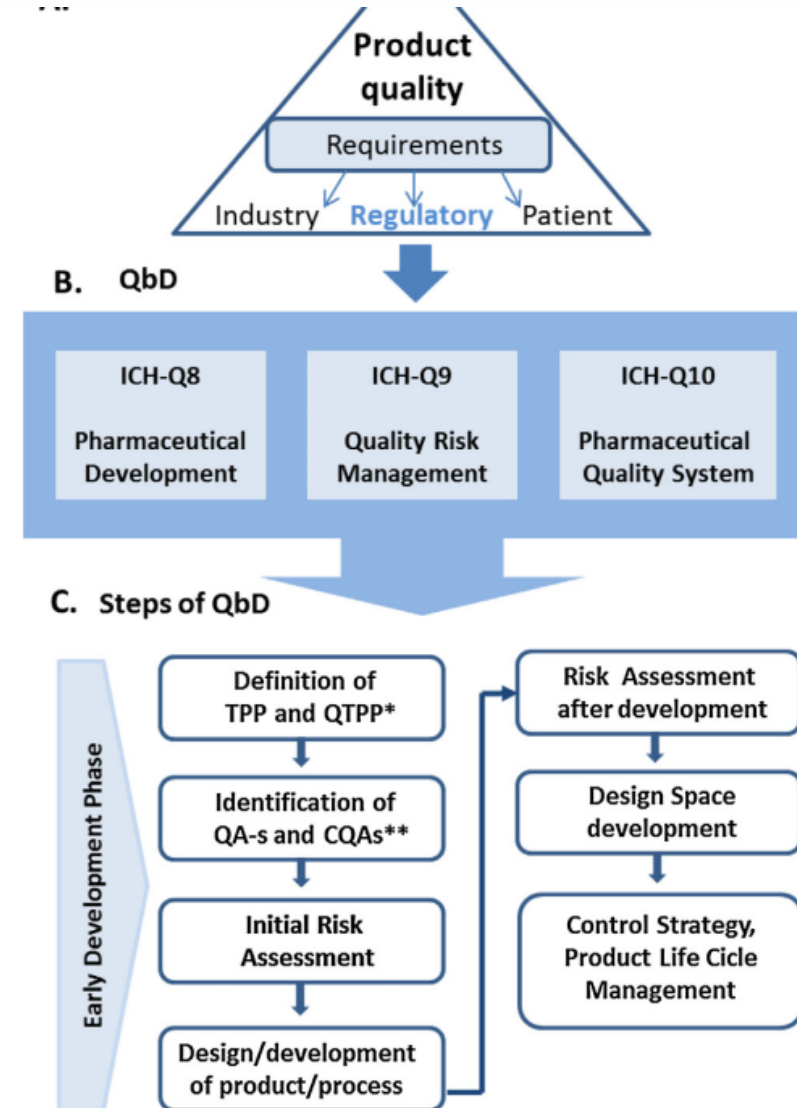 Product
quality
Requirements
Industry Regulatory Patient
B. QbD
ICH-Q8
Pharmaceutical
Development
ICH-Q9
Quality Risk
Management
ICH-Q10
Pharmaceutical
Quality System
C. Steps of QbD
Early Development Phase
Definition of
TPP and QTPP*
Identification of
QA-s and CQAs**
Initial Risk
Assessment
Design/development
of product/process
Risk Assessment
after development
Design Space
development
Control Strategy,
Product Life Cicle
Management